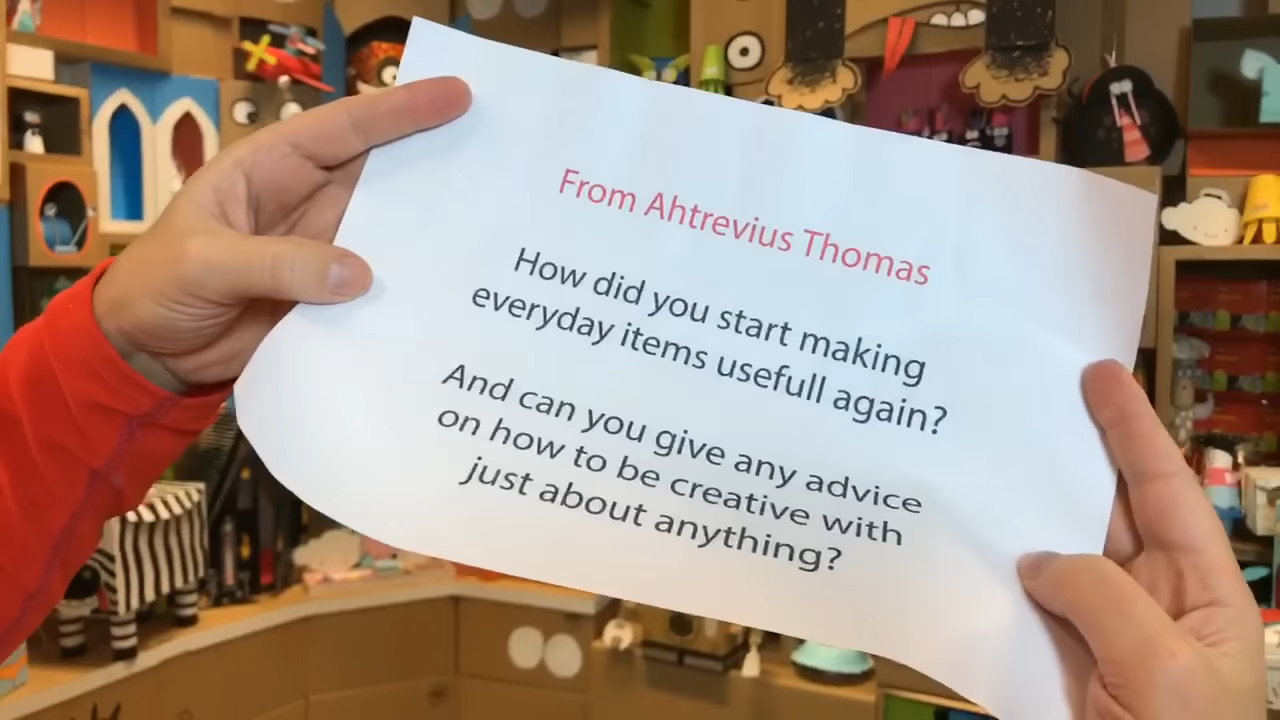 From Ahtrevius Thomas
How did you start making
everyday items usefull again?
And can you give any advice
on how to be creative with
just about anything?